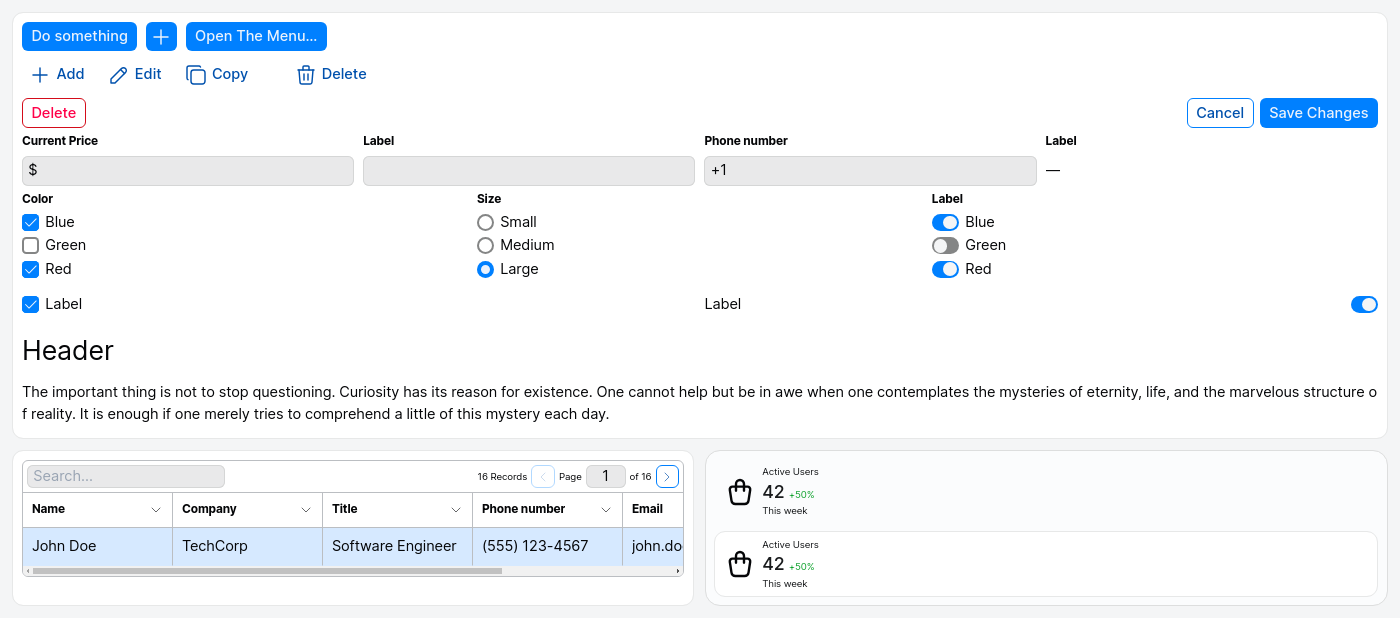 Do something Open The Menu...
Add Edit Copy Delete
Delete Cancel Save Changes
Current Price Label Phone number Label
$ +1 —
Color Size Label
Blue Small Blue
Green Medium Green
Red Large Red
Label Label
Header
The important thing is not to stop questioning. Curiosity has its reason for existence. One cannot help but be in awe when one contemplates the mysteries of eternity, life, and the marvelous structure o
f reality. It is enough if one merely tries to comprehend a little of this mystery each day.
Search... 16 Records Page 1 of 16
Name Company Title Phone number Email
John Doe TechCorp Software Engineer (555) 123-4567 john.do
Active Users
42 +50%
This week
Active Users
42 +50%
This week